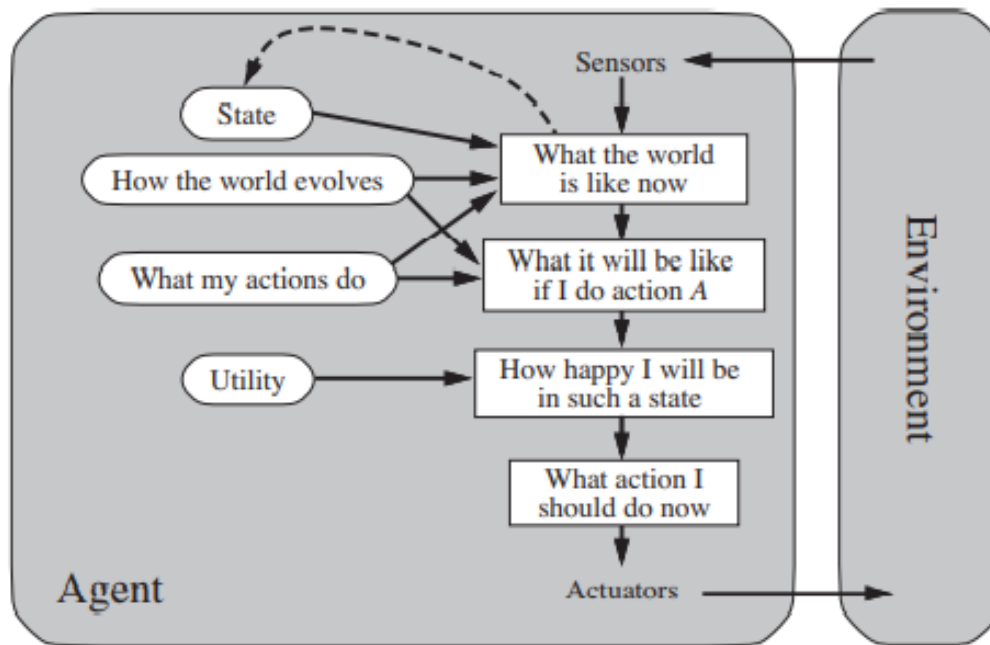 Sensors
State
What the world
is like now
How the world evolves
What my actions do
What it will be like
if I do action A
Utility
How happy I will be
in such a state
What action I
should do now
Agent
Actuators
Environment